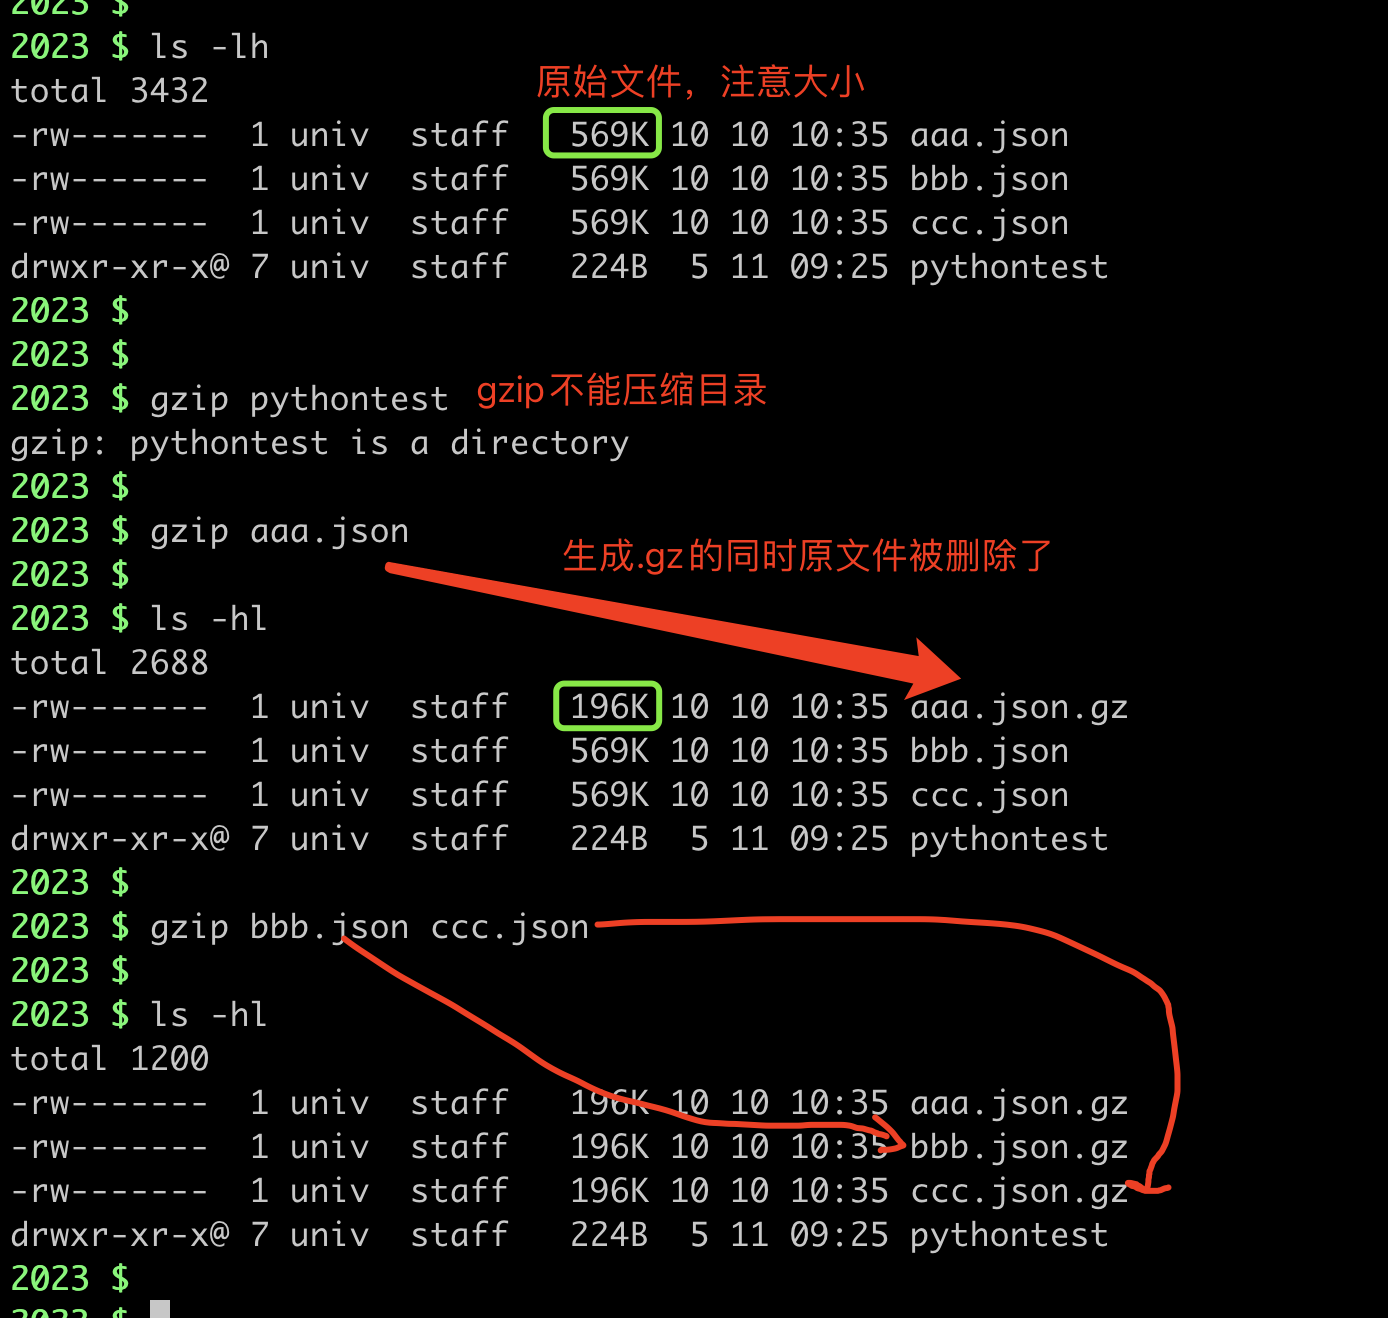 2023 $
2023 $ ls -lh
total 3432
原始文件，注意大小
-rw-------  1 univ  staff   569K 10 10 10:35 aaa.json
-rw-------  1 univ  staff   569K 10 10 10:35 bbb.json
-rw-------  1 univ  staff   569K 10 10 10:35 ccc.json
drwxr-xr-x@ 7 univ  staff   224B  5 11 09:25 pythontest
2023 $
2023 $
2023 $ gzip pythontest
gzip不能压缩目录
gzip: pythontest is a directory
2023 $
2023 $ gzip aaa.json
生成.gz的同时原文件被删除了
2023 $
2023 $ ls -hl
total 2688
-rw-------  1 univ  staff   196K 10 10 10:35 aaa.json.gz
-rw-------  1 univ  staff   569K 10 10 10:35 bbb.json
-rw-------  1 univ  staff   569K 10 10 10:35 ccc.json
drwxr-xr-x@ 7 univ  staff   224B  5 11 09:25 pythontest
2023 $
2023 $ gzip bbb.json ccc.json
2023 $
2023 $ ls -hl
total 1200
-rw-------  1 univ  staff   196K 10 10 10:35 aaa.json.gz
-rw-------  1 univ  staff   196K 10 10 10:35 bbb.json.gz
-rw-------  1 univ  staff   196K 10 10 10:35 ccc.json.gz
drwxr-xr-x@ 7 univ  staff   224B  5 11 09:25 pythontest
2023 $
2023 $